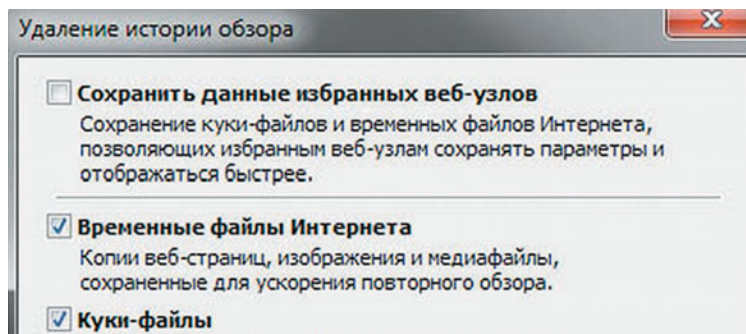 Удаление истории обзора
Сохранить данные избранных веб-узлов
Сохранение куки-файлов и временных файлов Интернета,
позволяющих избранным веб-узлам сохранять параметры и
отображаться быстрее.
Временные файлы Интернета
Копии веб-страниц, изображения и медиафайлы,
сохраненные для ускорения повторного обзора.
Куки-файлы